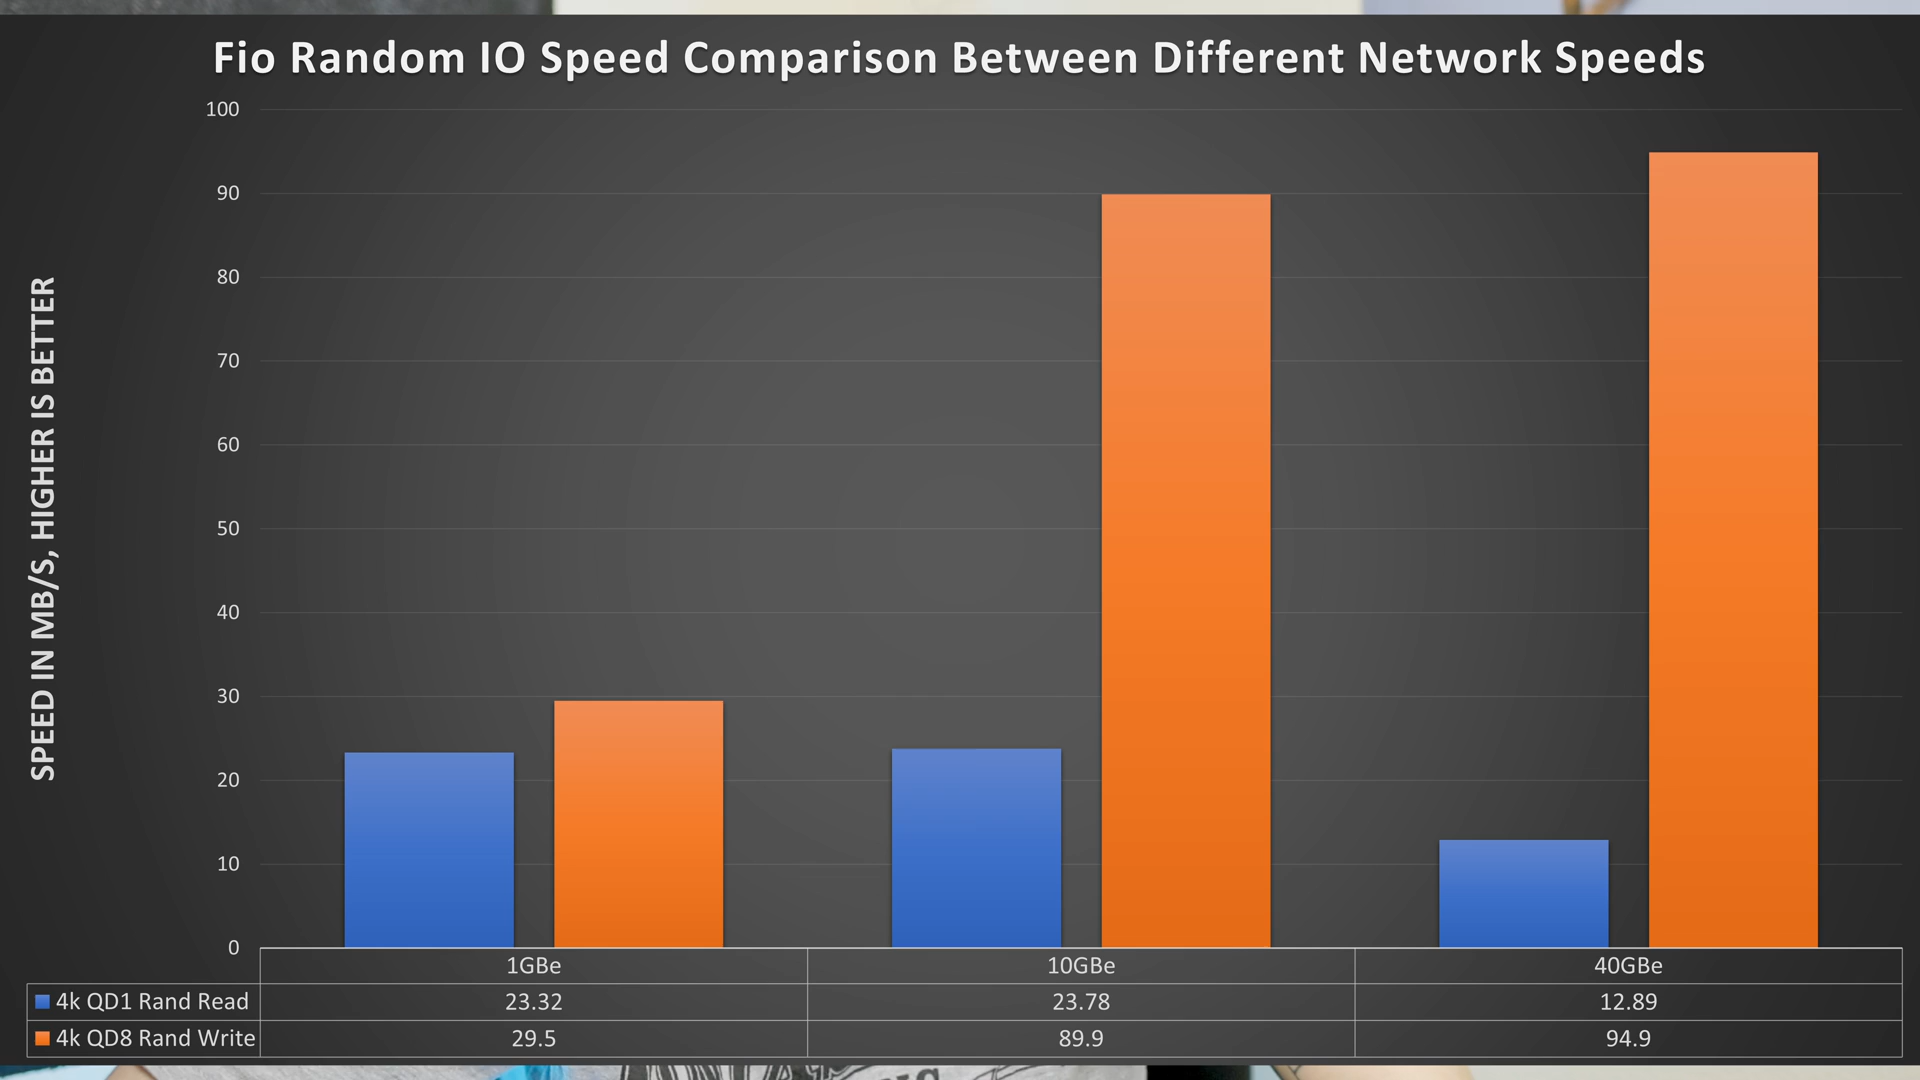 Fio Random IO Speed Comparison Between Different Network Speeds
SPEED IN MB/S, HIGHER IS BETTER
100
90
80
70
60
50
40
30
20
10
0
1GBe 10GBe 40GBe
4k QD1 Rand Read 23.32 23.78 12.89
4k QD8 Rand Write 29.5 89.9 94.9